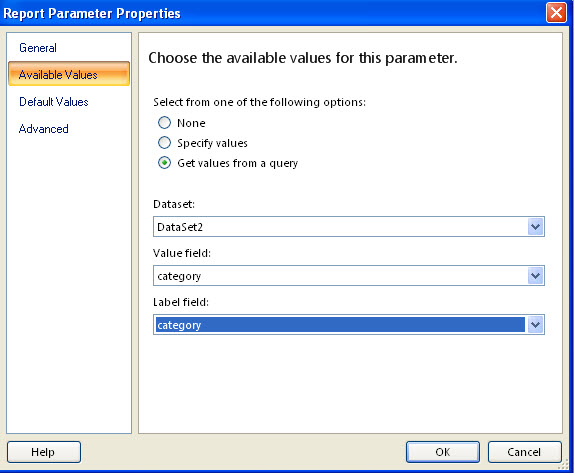 Report Parameter Properties
General
Available Values
Default Values
Advanced
Choose the available values for this parameter.
Select from one of the following options:
None
Specify values
Get values from a query
Dataset:
DataSet2
Value field:
category
Label field:
category
Help
OK
Cancel